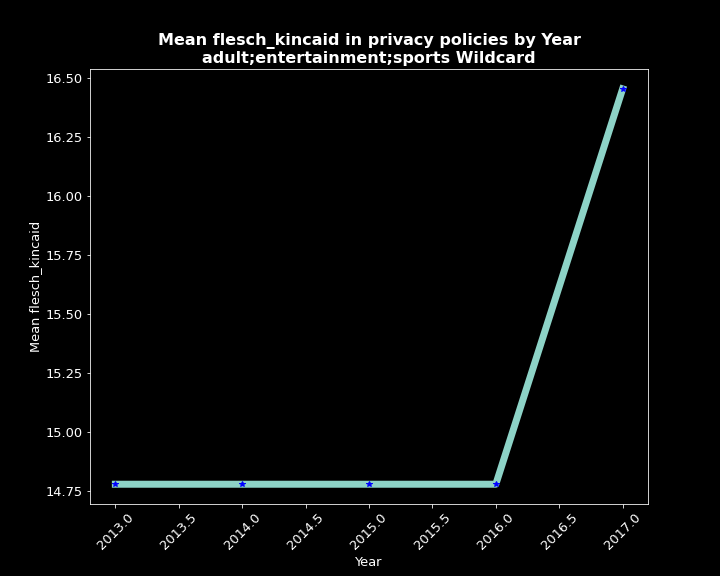 Mean flesch_kincaid in privacy policies by Year
adult;entertainment;sports Wildcard
16.50
16.25
16.00
15.75
15.50
15.25
15.00
14.75
Mean flesch_kincaid
2013.0 2013.5 2014.0 2014.5 2015.0 2015.5 2016.0 2016.5 2017.0
Year